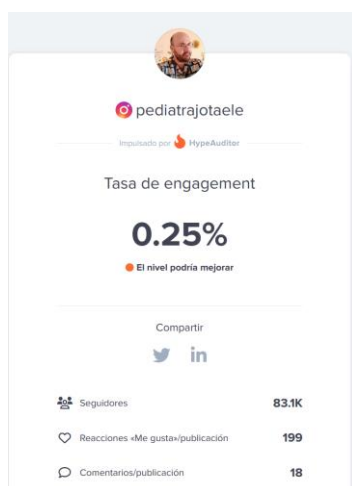 pediatrajotaele
Impulsado por HypeAuditor
Tasa de engagement
0.25%
El nivel podría mejorar
Compartir
in
Seguidores 83.1K
Reacciones «Me gusta»/publicación 199
Comentarios/publicación 18